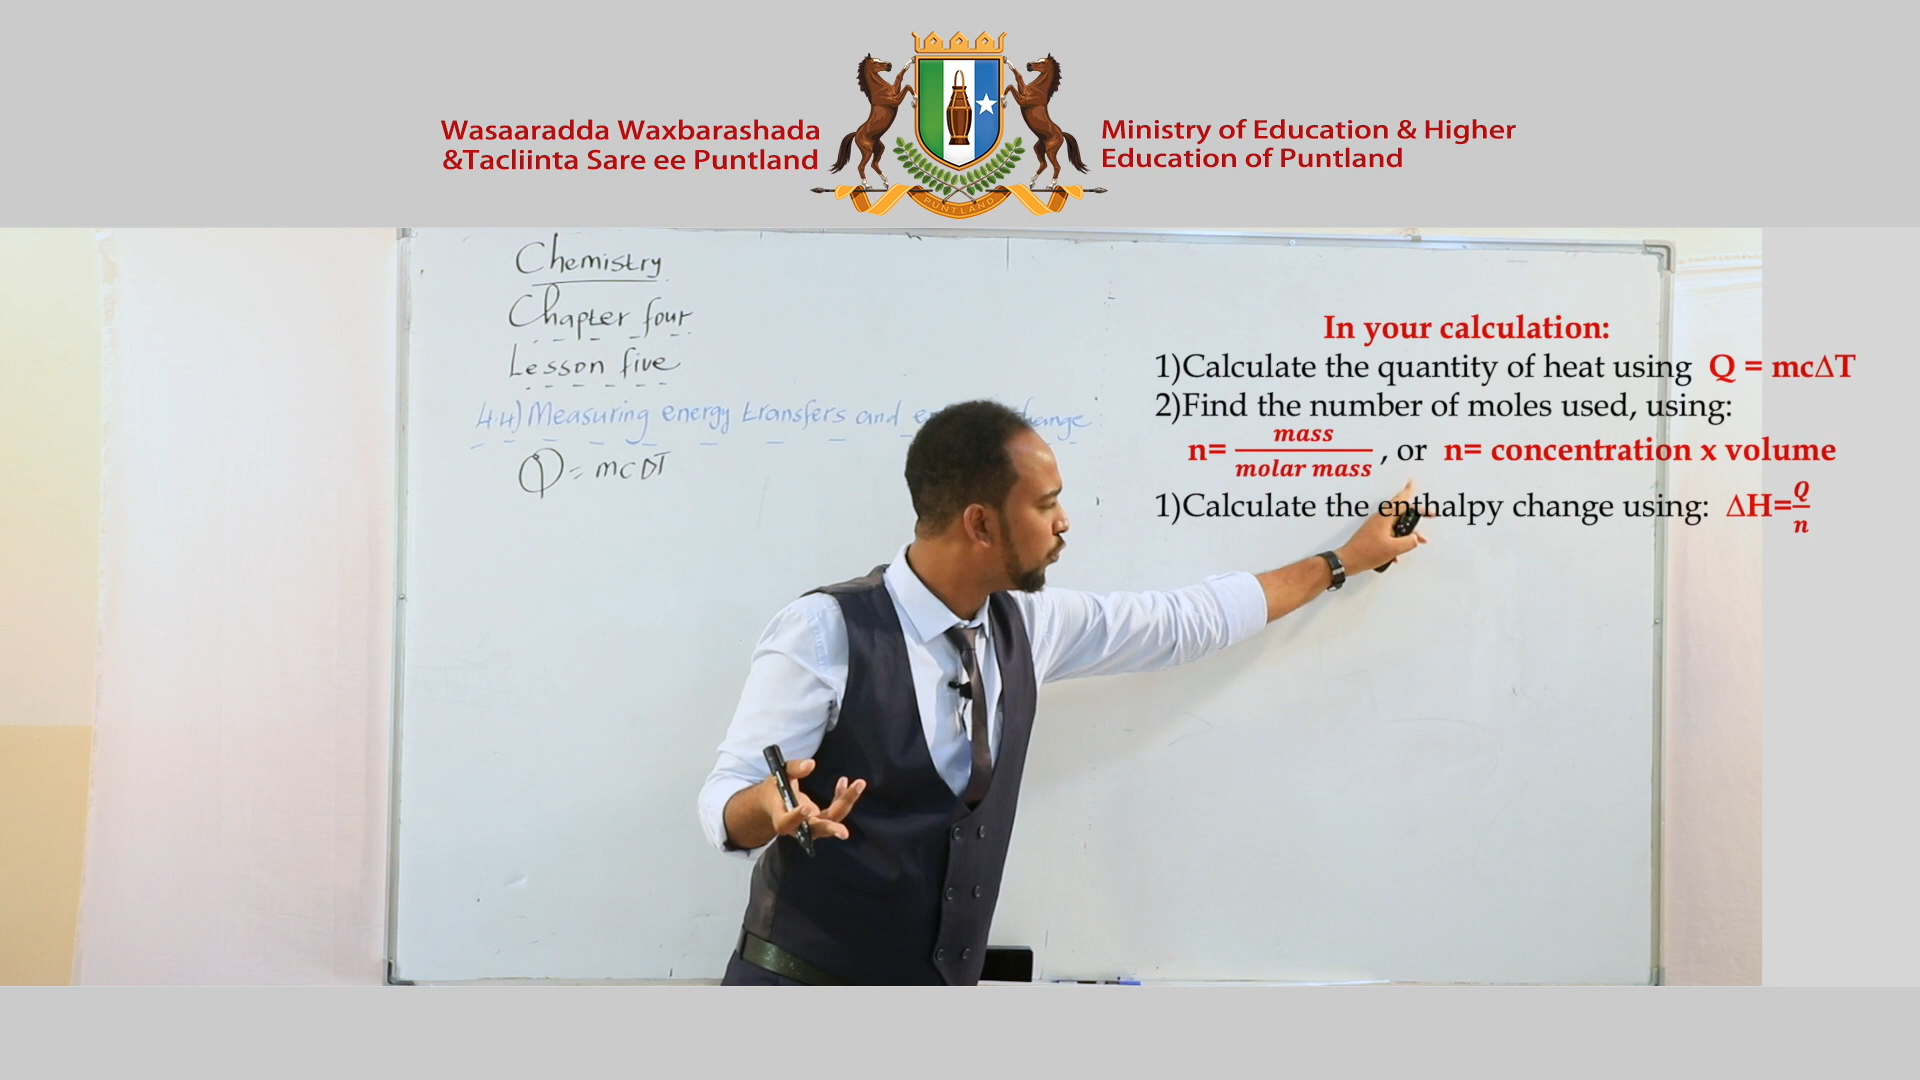 Wasaaradda Waxbarashada
&Tacliinta Sare ee Puntland
PUNTLAND
Ministry of Education & Higher
Education of Puntland
Chemistry
Chapter four
Lesson five
4.4) Measuring energy transfers and
Q = mcΔT
In your calculation:
1)Calculate the quantity of heat using Q = mcΔT
2)Find the number of moles used, using:
n= mass / molar mass , or n= concentration x volume
1)Calculate the enthalpy change using: ΔH=Q/n